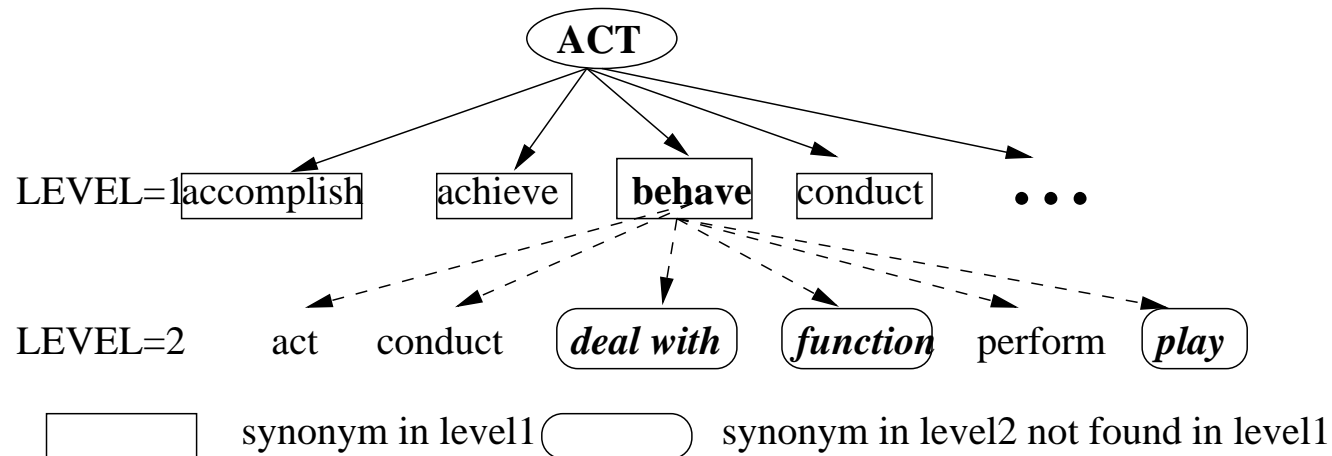 ACT
LEVEL=1 accomplish achieve behave conduct •••
LEVEL=2 act conduct deal with function perform play
synonym in level1 synonym in level2 not found in level1